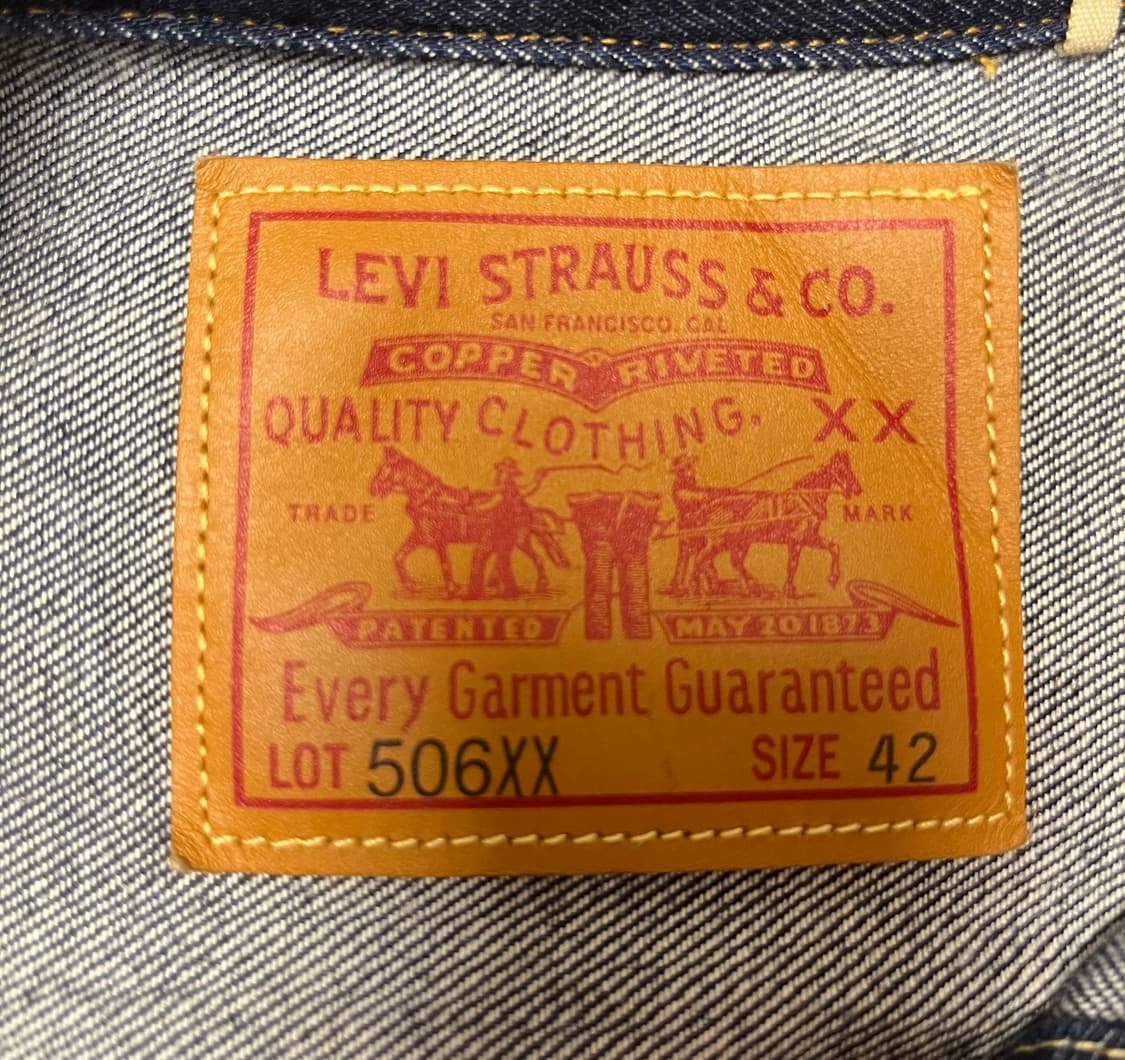 LEVI STRAUSS & CO.
SAN FRANCISCO. CAL
COPPER RIVETED
QUALITY CLOTHING. XX
TRADE MARK
PATENTED MAY 20 1873
Every Garment Guaranteed
LOT 506XX SIZE 42